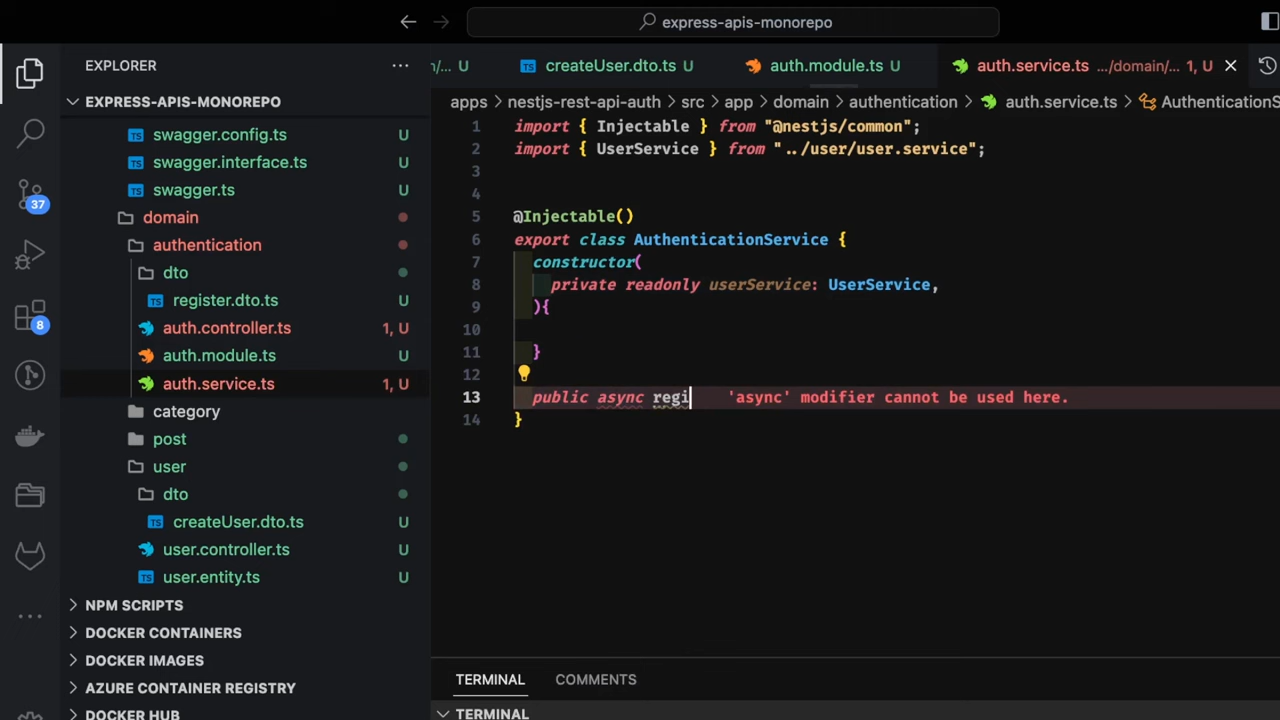 express-apis-monorepo
EXPLORER
n/... U
createUser.dto.ts U
auth.module.ts U
auth.service.ts .../domain/... 1, U
EXPRESS-APIS-MONOREPO
apps > nestjs-rest-api-auth > src > app > domain > authentication > auth.service.ts > AuthenticationS
swagger.config.ts U
swagger.interface.ts U
swagger.ts U
domain
authentication
dto
register.dto.ts U
auth.controller.ts 1, U
auth.module.ts U
auth.service.ts 1, U
category
post
user
dto
createUser.dto.ts U
user.controller.ts U
user.entity.ts U
NPM SCRIPTS
DOCKER CONTAINERS
DOCKER IMAGES
AZURE CONTAINER REGISTRY
DOCKER HUB
37
8
1 import { Injectable } from "@nestjs/common";
2 import { UserService } from "../user/user.service";
3
4
5 @Injectable()
6 export class AuthenticationService {
7 constructor(
8 private readonly userService: UserService,
9 ){
10
11 }
12
13 public async regi 'async' modifier cannot be used here.
14 }
TERMINAL
COMMENTS
TERMINAL